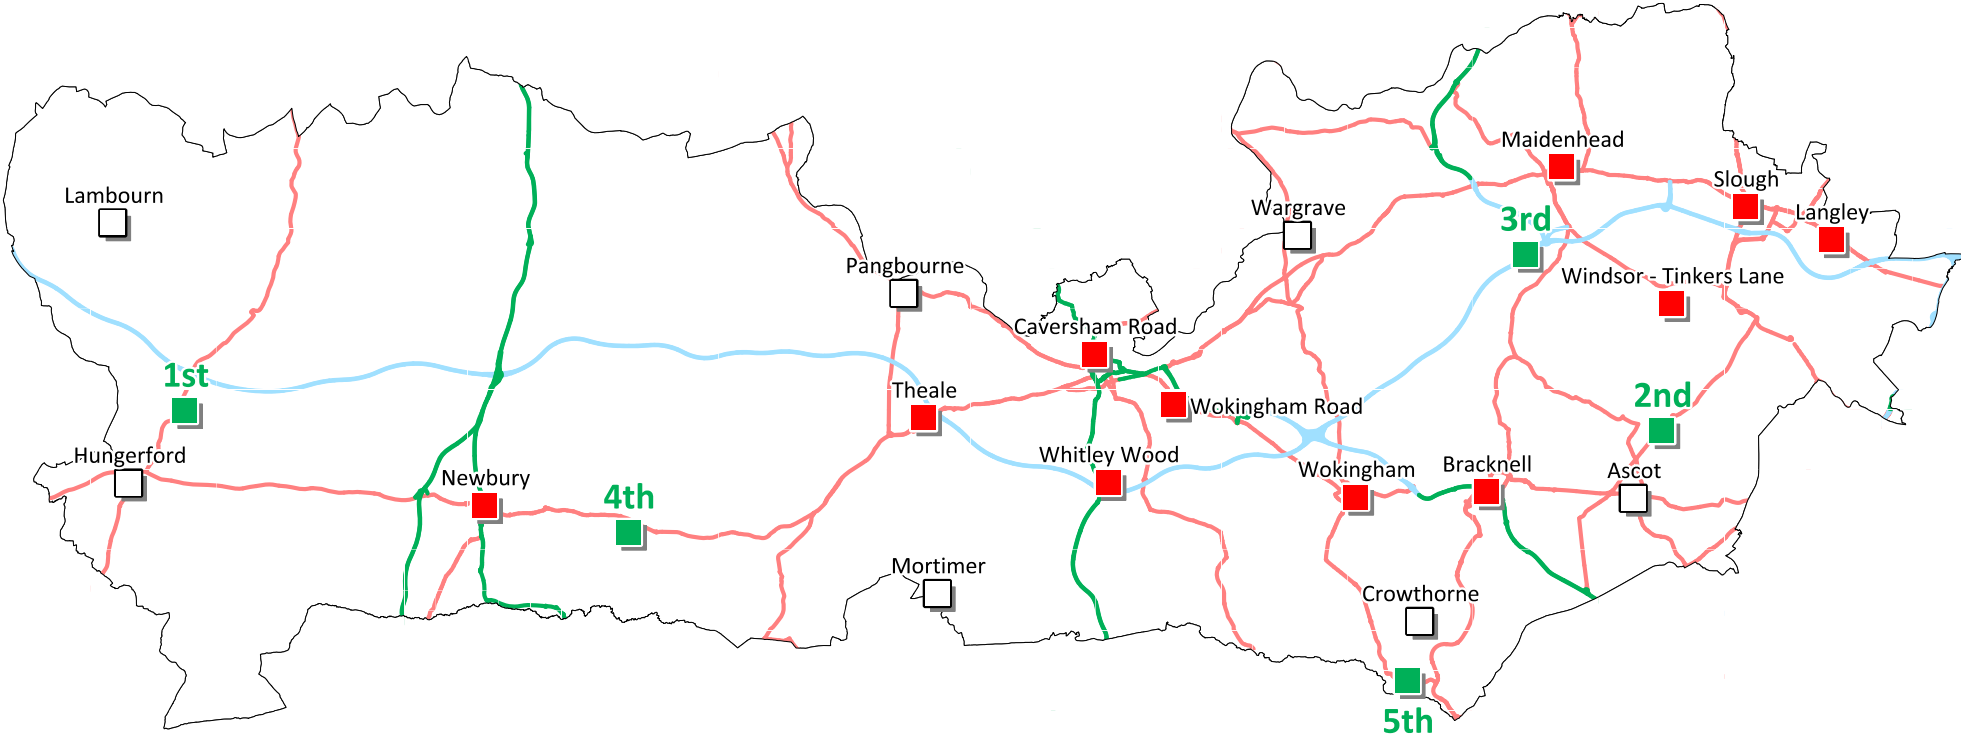 Maidenhead
Slough
Lambourn
Wargrave
Langley
3rd
Pangbourne
Windsor - Tinkers Lane
Caversham Road
1st
Theale
2nd
Wokingham Road
Hungerford
Whitley Wood
Wokingham
Bracknell
Ascot
Newbury
4th
Mortimer
Crowthorne
5th